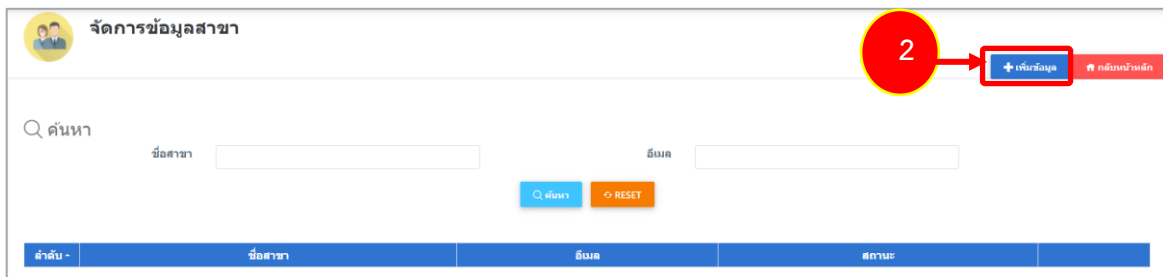 จัดการข้อมูลสาขา
2
เพิ่มข้อมูล กลับหน้าหลัก
ค้นหา
ชื่อสาขา อีเมล
ค้นหา RESET
ลำดับ ชื่อสาขา อีเมล สถานะ